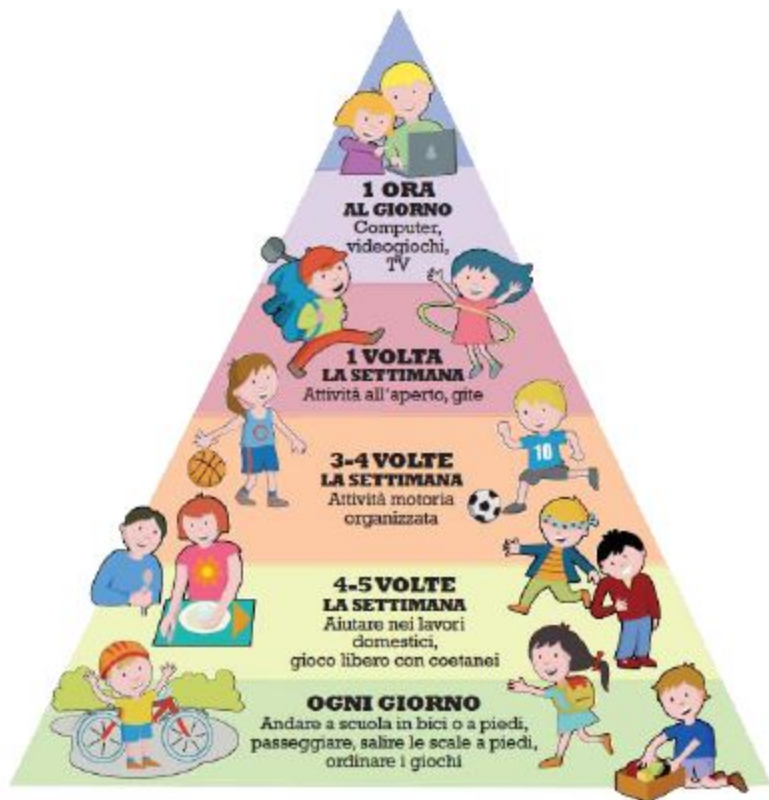 1 ORA
AL GIORNO
Computer,
videogiochi,
TV
1 VOLTA
LA SETTIMANA
Attività all'aperto, gite
10
3-4 VOLTE
LA SETTIMANA
Attività motoria
organizzata
4-5 VOLTE
LA SETTIMANA
Aiutare nei lavori
domestici,
gioco libero con coetanei
OGNI GIORNO
Andare a scuola in bici o a piedi,
passeggiare, salire le scale a piedi,
ordinare i giochi